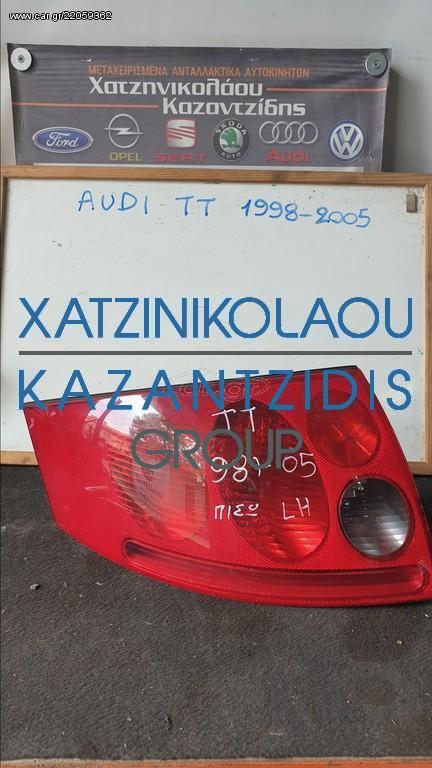 www.car.gr/22059362
ΜΕΤΑΧΕΙΡΙΣΜΕΝΑ ΑΝΤΑΛΛΑΚΤΙΚΑ ΑΥΤΟΚΙΝΗΤΩΝ
Χατζηνικολάου
Καζαντζίδης
Ford
OPEL
SEAT
SKODA
AUTO
Audi
AUDI TT 1998-2005
XATZINIKOLAOU
KAZANTZIDIS
GROUP
TT
98 05
ΠΙΣΩ LH